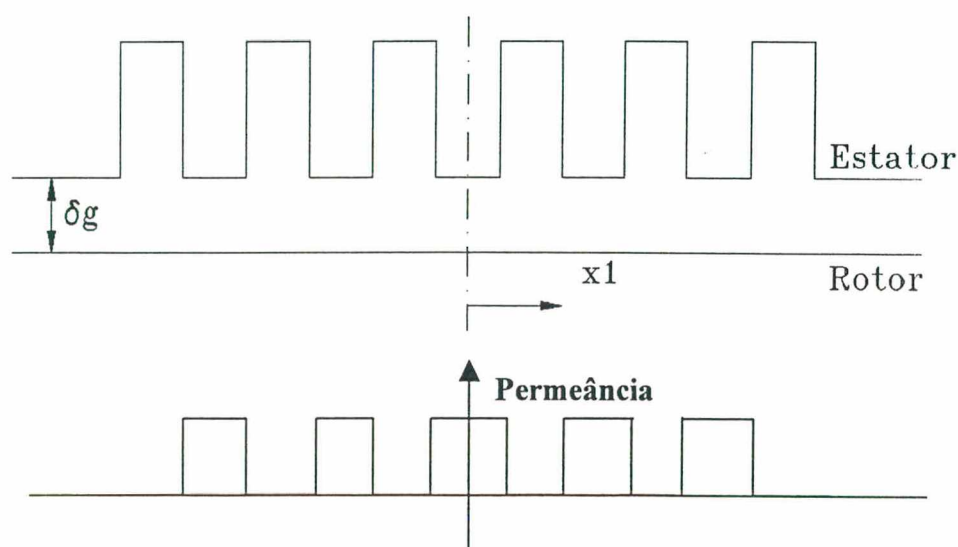 Estator
δg
x1
Rotor
Permeância